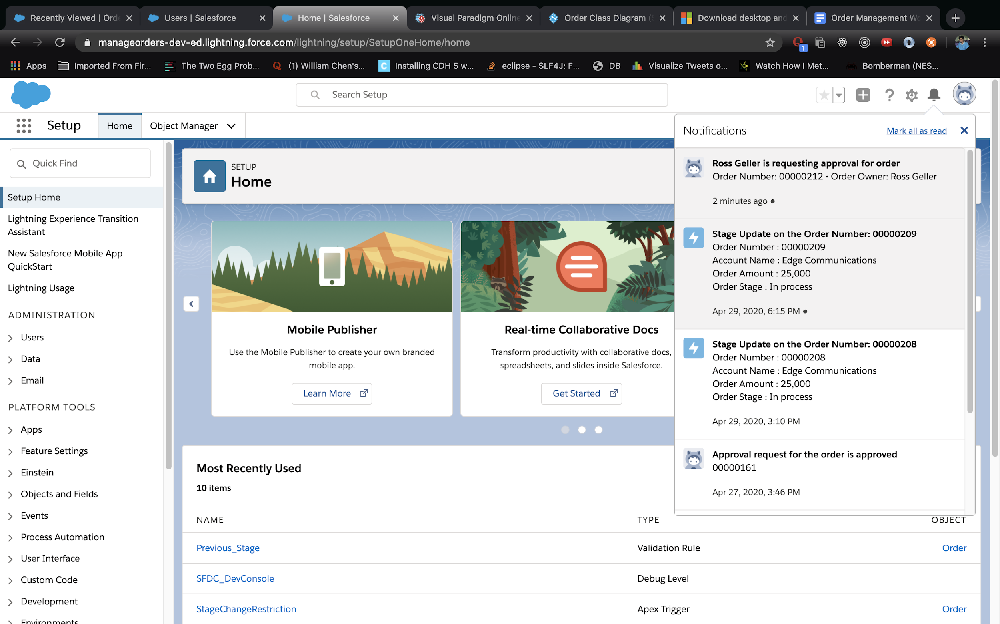 Recently Viewed | Orde
Users | Salesforce
Home | Salesforce
Visual Paradigm Online
Order Class Diagram (
Download desktop and
Order Management Wo
manageorders-dev-ed.lightning.force.com/lightning/setup/SetupOneHome/home
1
Apps
Imported From Fir...
The Two Egg Prob...
(1) William Chen's...
Installing CDH 5 w...
eclipse - SLF4J: F...
DB
Visualize Tweets o...
Watch How I Met...
Bomberman (NES...
Search Setup
Setup
Home
Object Manager
Quick Find
Setup Home
Lightning Experience Transition
Assistant
New Salesforce Mobile App
QuickStart
Lightning Usage
ADMINISTRATION
Users
Data
Email
PLATFORM TOOLS
Apps
Feature Settings
Einstein
Objects and Fields
Events
Process Automation
User Interface
Custom Code
Development
Environments
SETUP
Home
Mobile Publisher
Use the Mobile Publisher to create your own branded
mobile app.
Learn More
Real-time Collaborative Docs
Transform productivity with collaborative docs,
spreadsheets, and slides inside Salesforce.
Get Started
Most Recently Used
10 items
NAME
TYPE
OBJECT
Previous_Stage
Validation Rule
Order
SFDC_DevConsole
Debug Level
StageChangeRestriction
Apex Trigger
Order
Notifications
Mark all as read
Ross Geller is requesting approval for order
Order Number: 00000212 • Order Owner: Ross Geller
2 minutes ago •
Stage Update on the Order Number: 00000209
Order Number : 00000209
Account Name : Edge Communications
Order Amount : 25,000
Order Stage : In process
Apr 29, 2020, 6:15 PM •
Stage Update on the Order Number: 00000208
Order Number : 00000208
Account Name : Edge Communications
Order Amount : 25,000
Order Stage : In process
Apr 29, 2020, 3:10 PM
Approval request for the order is approved
00000161
Apr 27, 2020, 3:46 PM